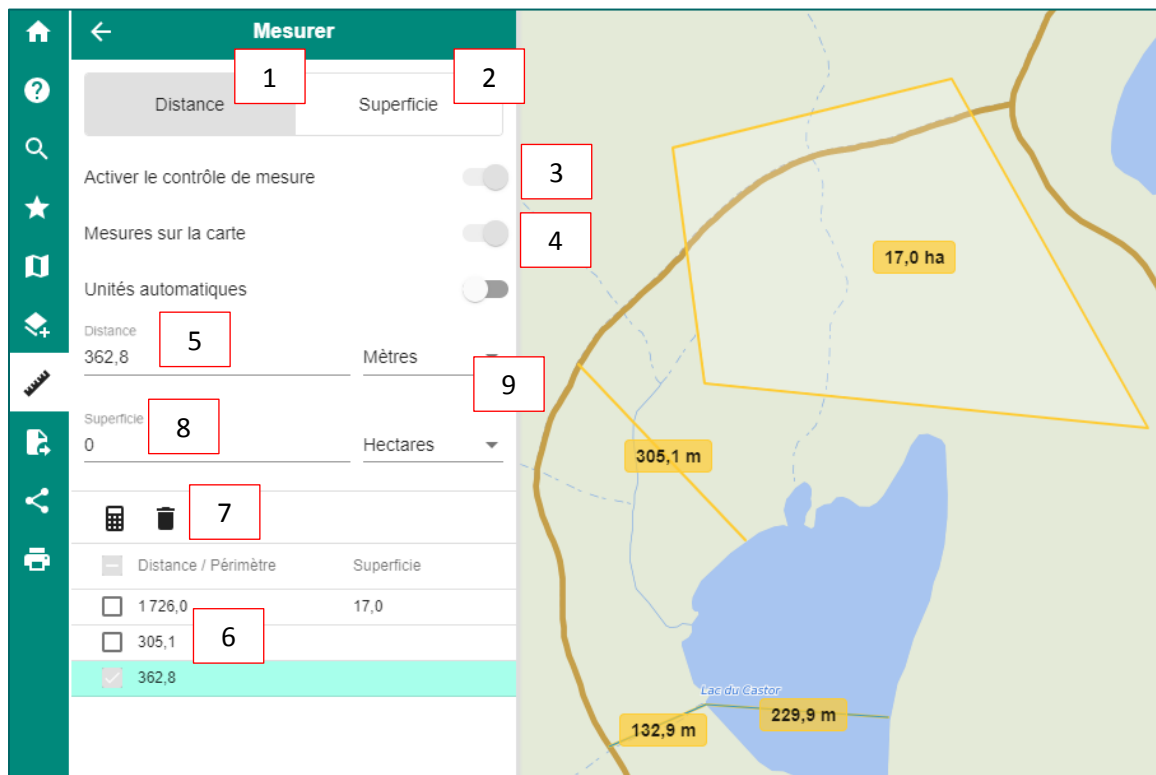 Mesurer
1
2
Distance
Superficie
Activer le contrôle de mesure
3
Mesures sur la carte
4
Unités automatiques
Distance
5
362,8
Mètres
9
Superficie
8
0
Hectares
7
Distance / Périmètre
Superficie
1 726,0
17,0
305,1
6
362,8
17,0 ha
305,1 m
Lac du Castor
229,9 m
132,9 m